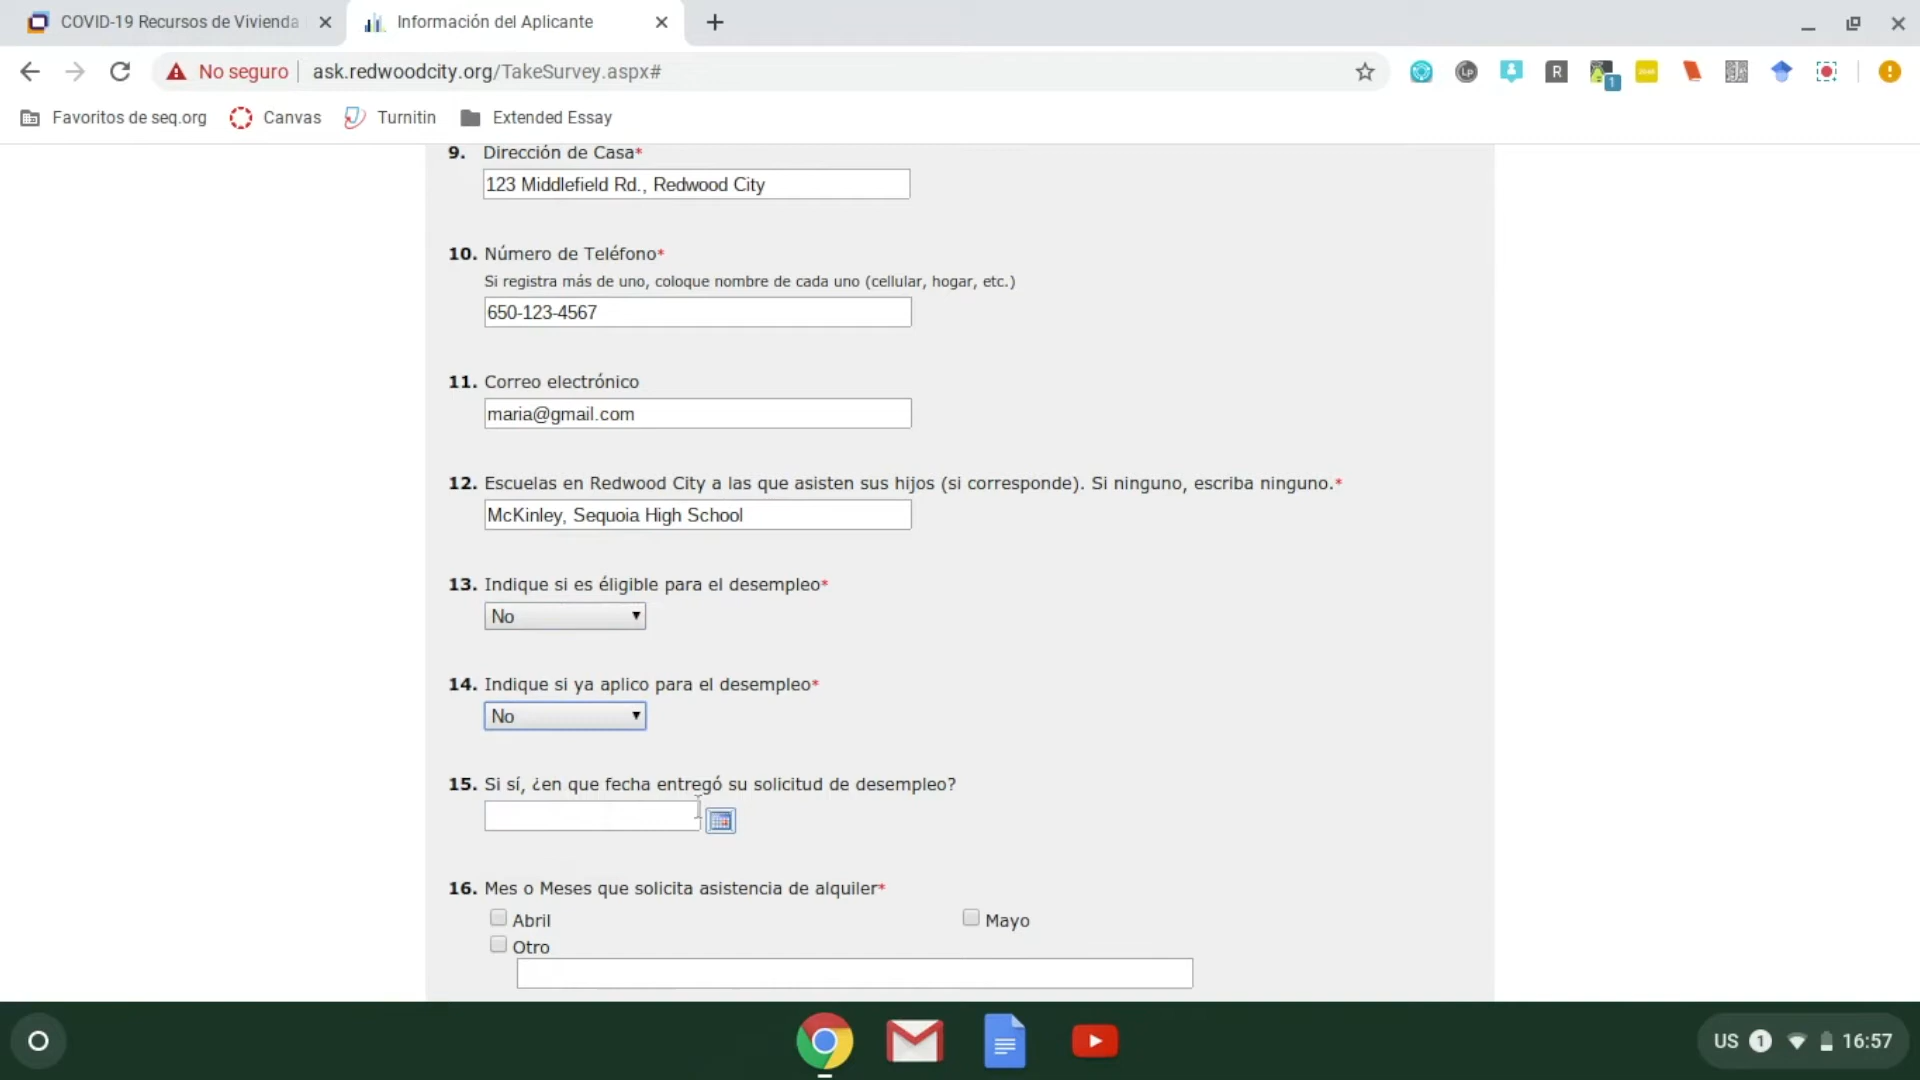 COVID-19 Recursos de Vivienda
Información del Aplicante
No seguro
ask.redwoodcity.org/TakeSurvey.aspx#
Favoritos de seq.org
Canvas
Turnitin
Extended Essay
9. Dirección de Casa*
123 Middlefield Rd., Redwood City
10. Número de Teléfono*
Si registra más de uno, coloque nombre de cada uno (cellular, hogar, etc.)
650-123-4567
11. Correo electrónico
maria@gmail.com
12. Escuelas en Redwood City a las que asisten sus hijos (si corresponde). Si ninguno, escriba ninguno.*
McKinley, Sequoia High School
13. Indique si es éligible para el desempleo*
No
14. Indique si ya aplico para el desempleo*
No
15. Si sí, ¿en que fecha entregó su solicitud de desempleo?
16. Mes o Meses que solicita asistencia de alquiler*
Abril
Mayo
Otro
US 1 16:57